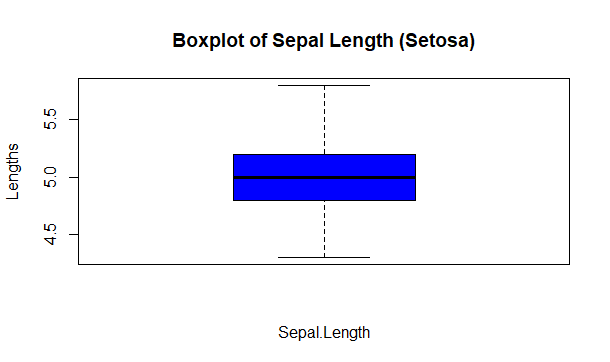 Boxplot of Sepal Length (Setosa)
Lengths
5.5
5.0
4.5
Sepal.Length